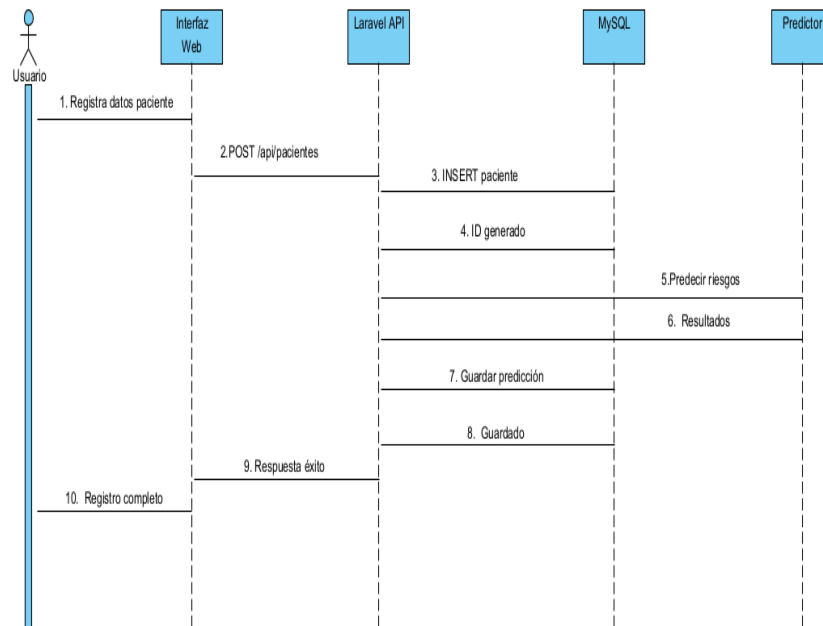 Usuario
Interfaz
Web
Laravel API
MySQL
Predictor
1. Registra datos paciente
2.POST /api/pacientes
3. INSERT paciente
4. ID generado
5.Predecir riesgos
6. Resultados
7. Guardar predicción
8. Guardado
9. Respuesta éxito
10. Registro completo